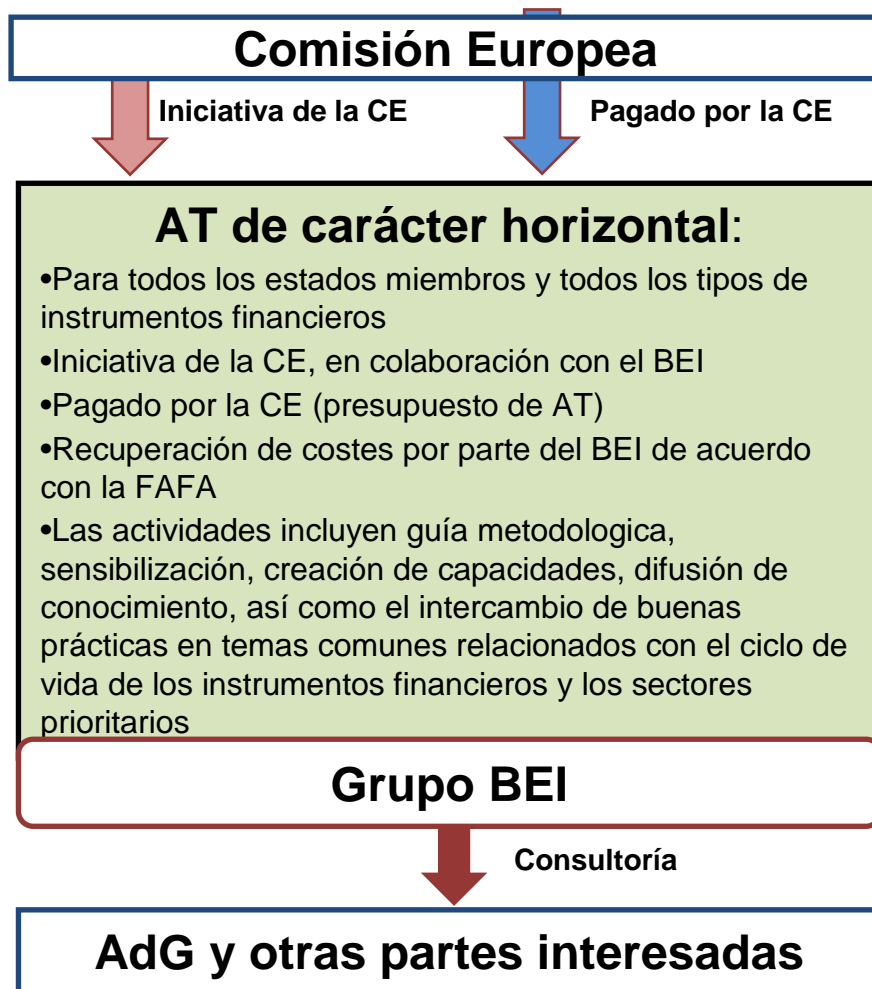 Comisión Europea
Iniciativa de la CE
Pagado por la CE
AT de carácter horizontal:
•Para todos los estados miembros y todos los tipos de
instrumentos financieros
•Iniciativa de la CE, en colaboración con el BEI
•Pagado por la CE (presupuesto de AT)
•Recuperación de costes por parte del BEI de acuerdo
con la FAFA
•Las actividades incluyen guía metodologica,
sensibilización, creación de capacidades, difusión de
conocimiento, así como el intercambio de buenas
prácticas en temas comunes relacionados con el ciclo de
vida de los instrumentos financieros y los sectores
prioritarios
Grupo BEI
Consultoría
AdG y otras partes interesadas